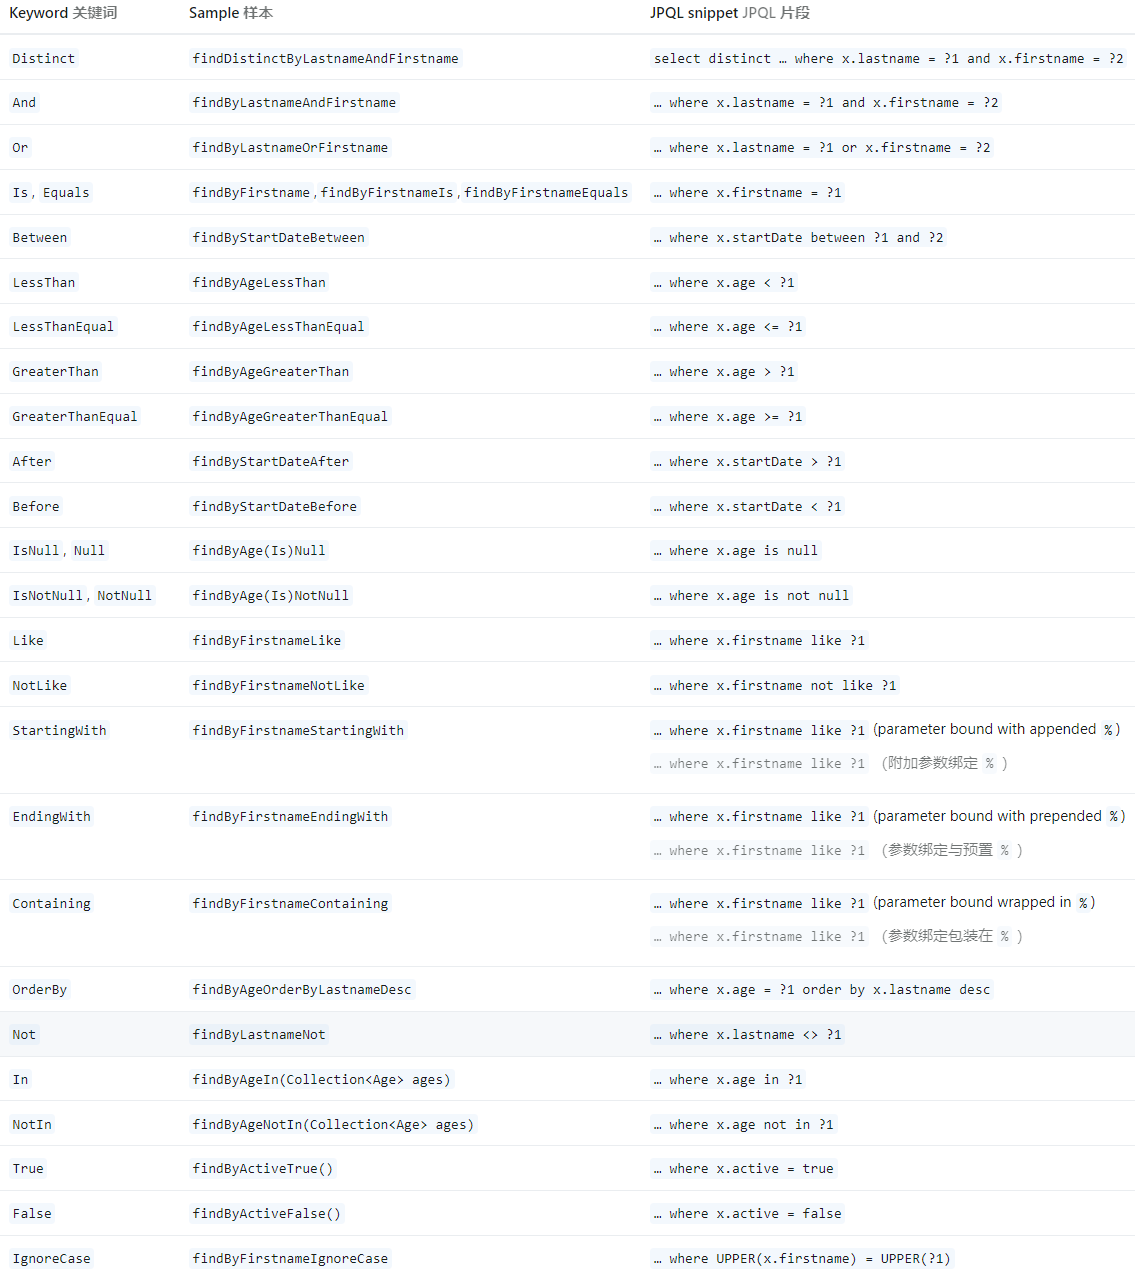 Keyword 关键词 Sample 样本 JPQL snippet JPQL 片段
Distinct findDistinctByLastnameAndFirstname select distinct … where x.lastname = ?1 and x.firstname = ?2
And findByLastnameAndFirstname … where x.lastname = ?1 and x.firstname = ?2
Or findByLastnameOrFirstname … where x.lastname = ?1 or x.firstname = ?2
Is, Equals findByFirstname,findByFirstnameIs,findByFirstnameEquals … where x.firstname = ?1
Between findByStartDateBetween … where x.startDate between ?1 and ?2
LessThan findByAgeLessThan … where x.age < ?1
LessThanEqual findByAgeLessThanEqual … where x.age <= ?1
GreaterThan findByAgeGreaterThan … where x.age > ?1
GreaterThanEqual findByAgeGreaterThanEqual … where x.age >= ?1
After findByStartDateAfter … where x.startDate > ?1
Before findByStartDateBefore … where x.startDate < ?1
IsNull, Null findByAge(Is)Null … where x.age is null
IsNotNull, NotNull findByAge(Is)NotNull … where x.age is not null
Like findByFirstnameLike … where x.firstname like ?1
NotLike findByFirstnameNotLike … where x.firstname not like ?1
StartingWith findByFirstnameStartingWith … where x.firstname like ?1 (parameter bound with appended %)
… where x.firstname like ?1 (附加参数绑定 % )
EndingWith findByFirstnameEndingWith … where x.firstname like ?1 (parameter bound with prepended %)
… where x.firstname like ?1 (参数绑定与预置 % )
Containing findByFirstnameContaining … where x.firstname like ?1 (parameter bound wrapped in %)
… where x.firstname like ?1 (参数绑定包装在 % )
OrderBy findByAgeOrderByLastnameDesc … where x.age = ?1 order by x.lastname desc
Not findByLastnameNot … where x.lastname <> ?1
In findByAgeIn(Collection<Age> ages) … where x.age in ?1
NotIn findByAgeNotIn(Collection<Age> ages) … where x.age not in ?1
True findByActiveTrue() … where x.active = true
False findByActiveFalse() … where x.active = false
IgnoreCase findByFirstnameIgnoreCase … where UPPER(x.firstname) = UPPER(?1)